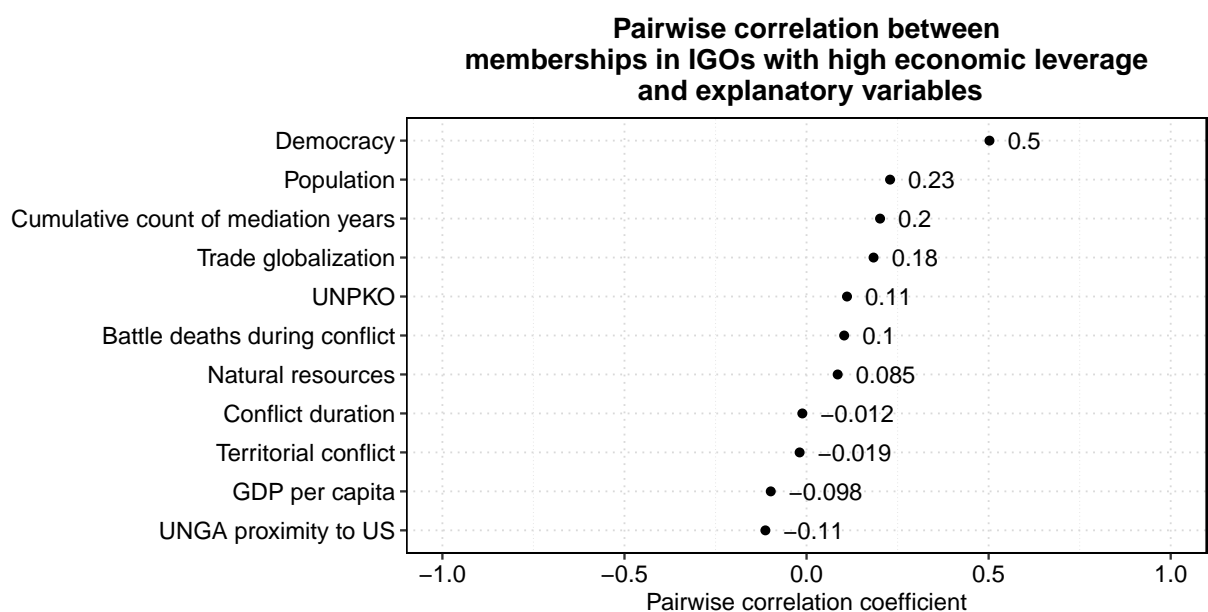 Pairwise correlation between
memberships in IGOs with high economic leverage
and explanatory variables
Democracy 0.5
Population 0.23
Cumulative count of mediation years 0.2
Trade globalization 0.18
UNPKO 0.11
Battle deaths during conflict 0.1
Natural resources 0.085
Conflict duration −0.012
Territorial conflict −0.019
GDP per capita −0.098
UNGA proximity to US −0.11
−1.0 −0.5 0.0 0.5 1.0
Pairwise correlation coefficient